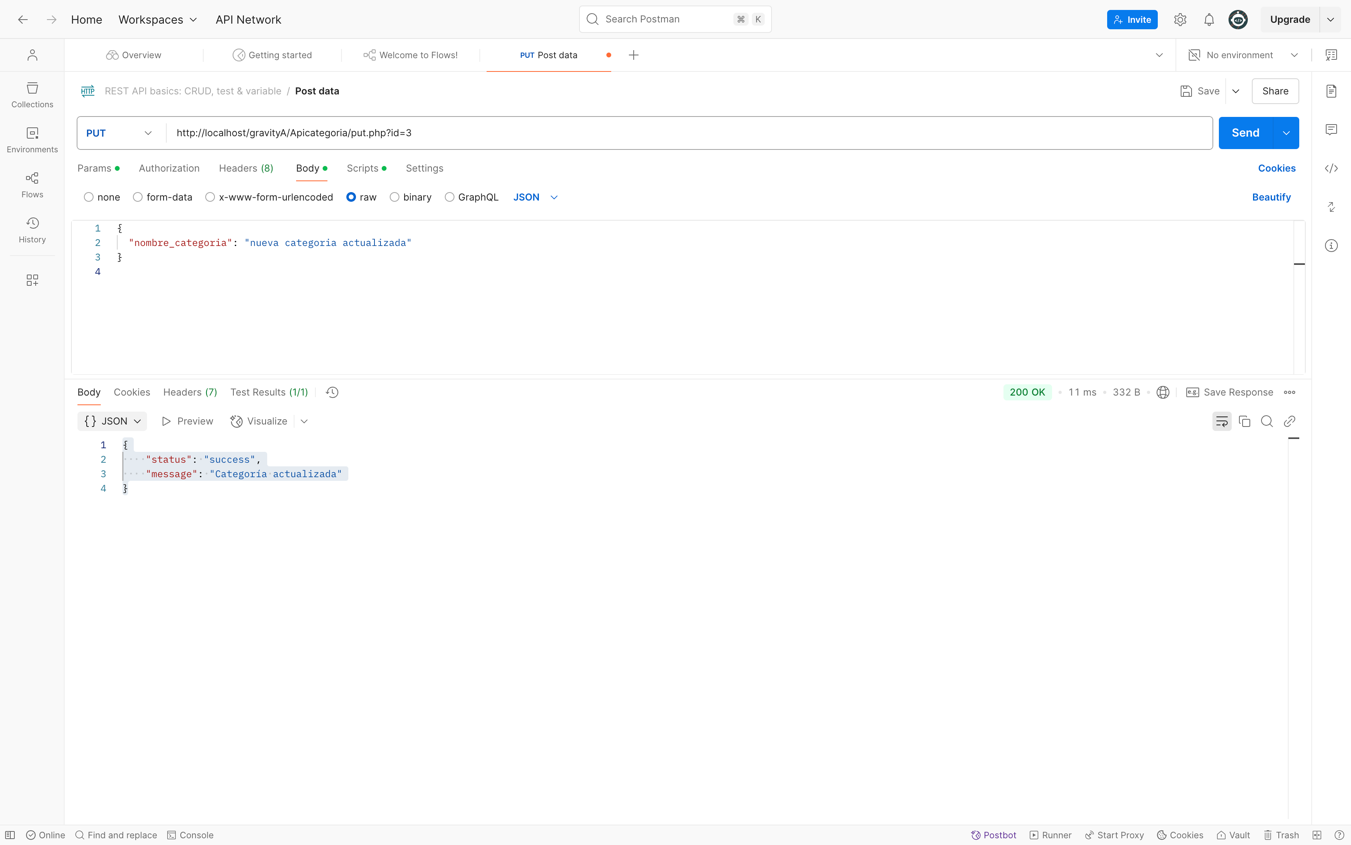 Home Workspaces API Network Search Postman ⌘ K Invite Upgrade
Overview Getting started Welcome to Flows! PUT Post data No environment
Collections
Environments
Flows
History
HTTP REST API basics: CRUD, test & variable / Post data Save Share
PUT http://localhost/gravityA/Apicategoria/put.php?id=3 Send
Params Authorization Headers (8) Body Scripts Settings Cookies
none form-data x-www-form-urlencoded raw binary GraphQL JSON Beautify
1 {
2 "nombre_categoria": "nueva categoria actualizada"
3 }
4
Body Cookies Headers (7) Test Results (1/1) 200 OK • 11 ms • 332 B e.g. Save Response
{} JSON Preview Visualize
1 {
2 "status": "success",
3 "message": "Categoría actualizada"
4 }
Online Find and replace Console Postbot Runner Start Proxy Cookies Vault Trash